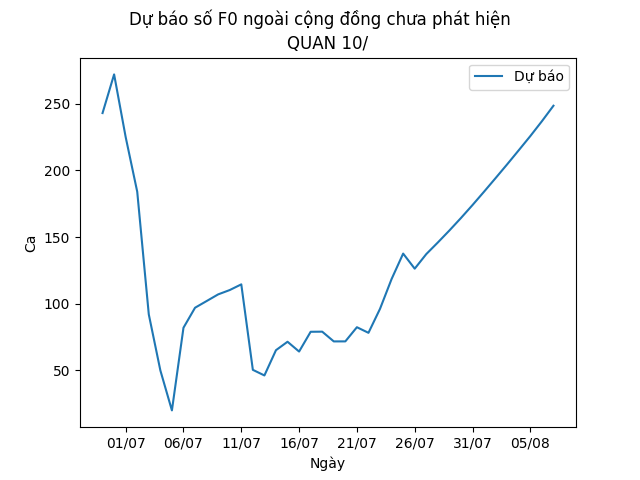 Dự báo số F0 ngoài cộng đồng chưa phát hiện
QUAN 10/
Dự báo
Ca
250
200
150
100
50
01/07 06/07 11/07 16/07 21/07 26/07 31/07 05/08
Ngày